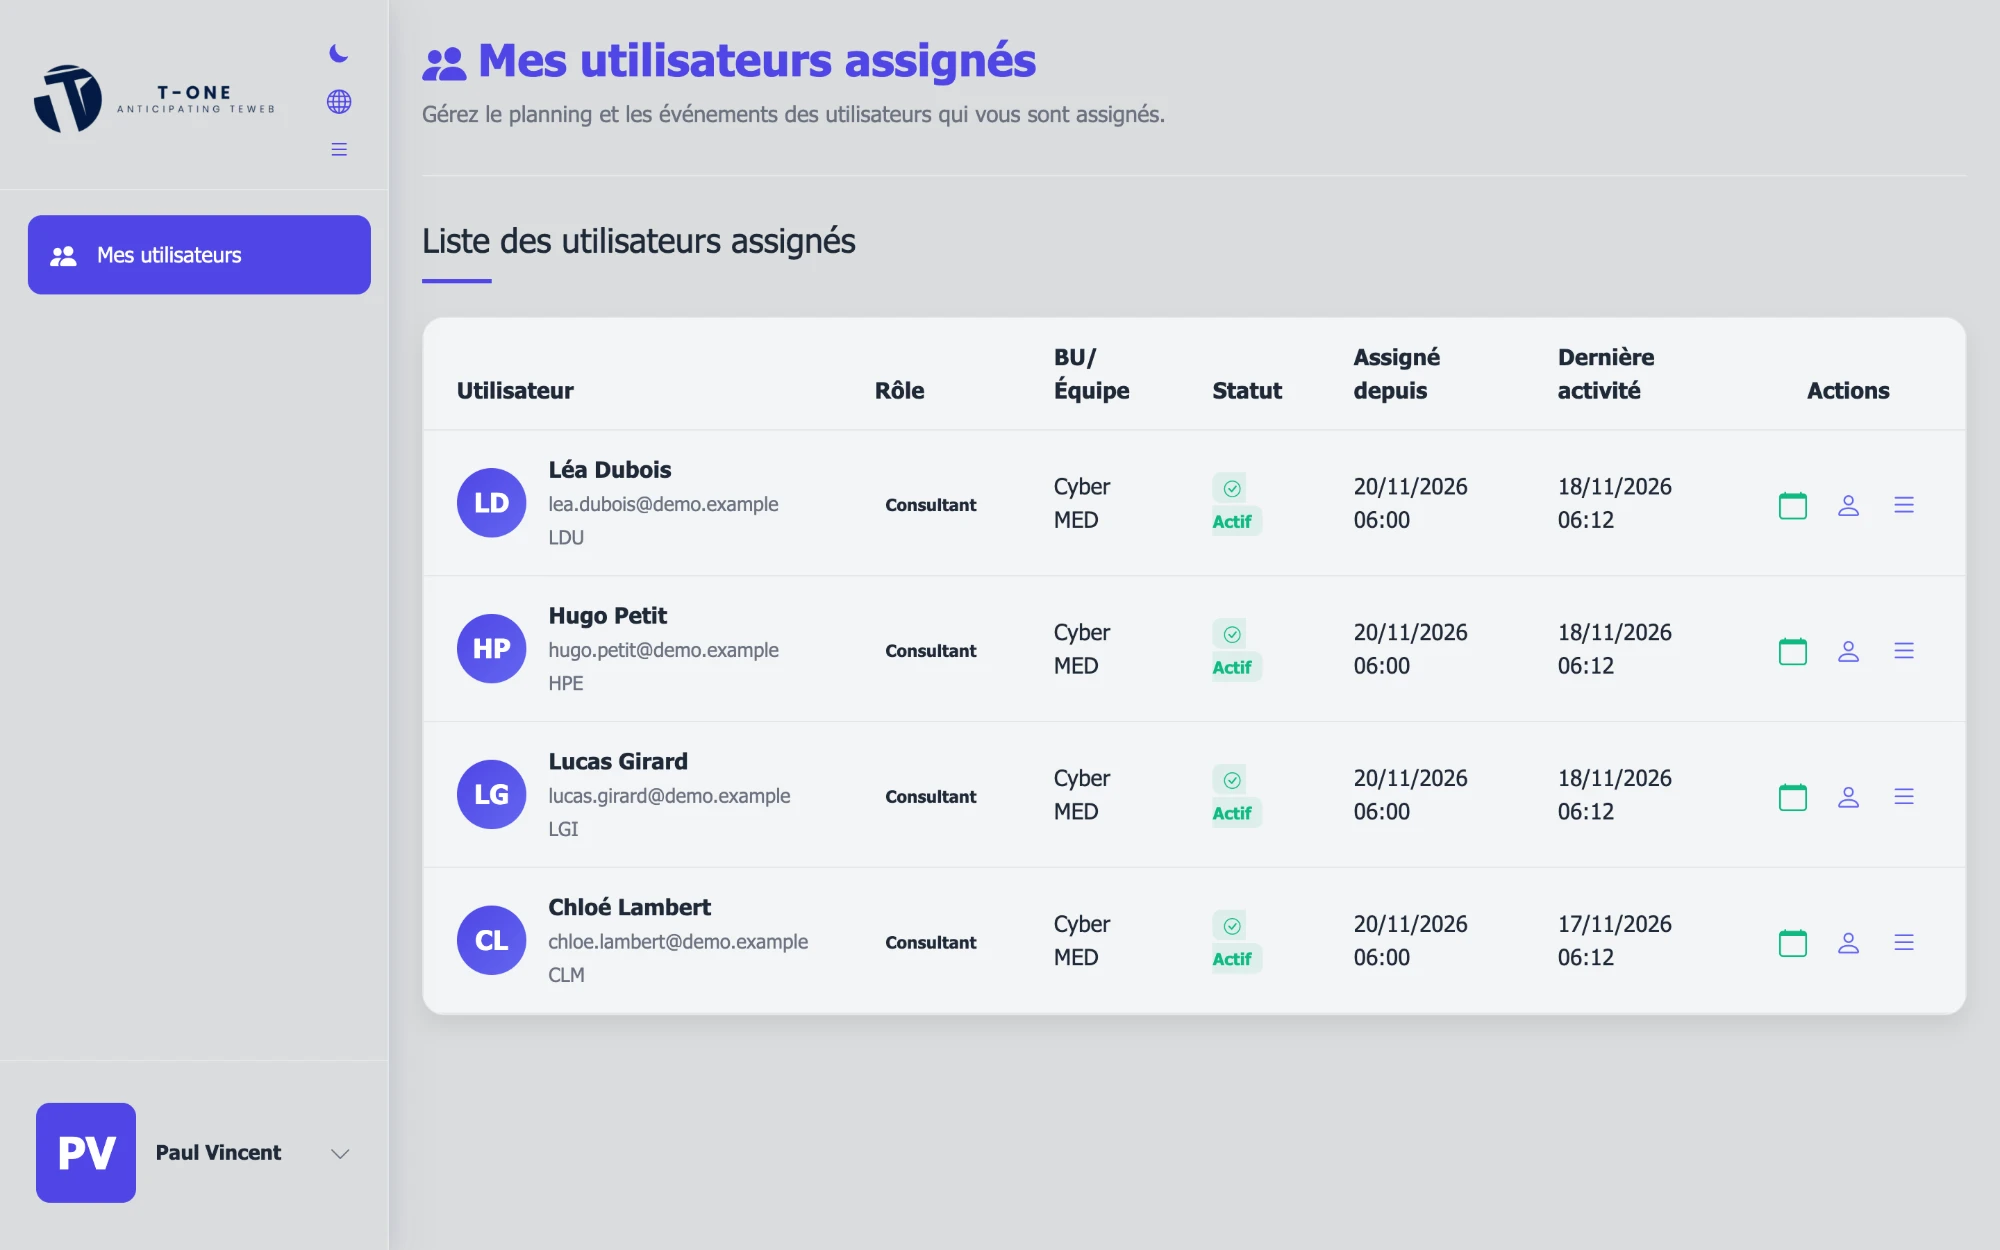 T-ONE
ANTICIPATING TEWEB
Mes utilisateurs
Mes utilisateurs assignés
Gérez le planning et les événements des utilisateurs qui vous sont assignés.
Liste des utilisateurs assignés
Utilisateur
Rôle
BU/
Équipe
Statut
Assigné
depuis
Dernière
activité
Actions
LD
Léa Dubois
lea.dubois@demo.example
LDU
Consultant
Cyber
MED
Actif
20/11/2026
06:00
18/11/2026
06:12
HP
Hugo Petit
hugo.petit@demo.example
HPE
Consultant
Cyber
MED
Actif
20/11/2026
06:00
18/11/2026
06:12
LG
Lucas Girard
lucas.girard@demo.example
LGI
Consultant
Cyber
MED
Actif
20/11/2026
06:00
18/11/2026
06:12
CL
Chloé Lambert
chloe.lambert@demo.example
CLM
Consultant
Cyber
MED
Actif
20/11/2026
06:00
17/11/2026
06:12
PV
Paul Vincent